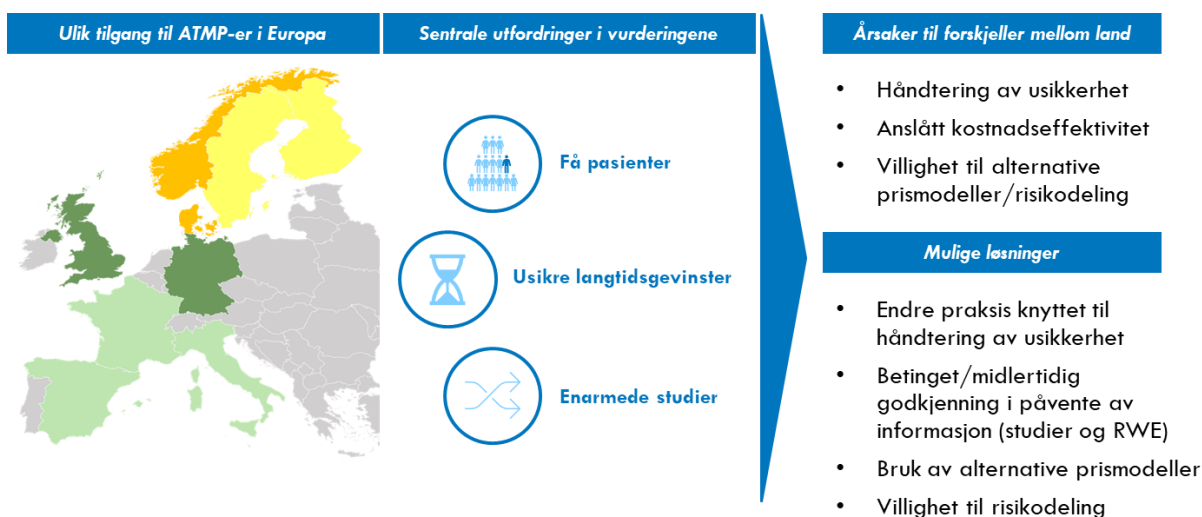 Ulik tilgang til ATMP-er i Europa
Sentrale utfordringer i vurderingene
Få pasienter
Usikre langtidsgevinster
Enarmede studier
Årsaker til forskjeller mellom land
• Håndtering av usikkerhet
• Anslått kostnadseffektivitet
• Villighet til alternative
prismodeller/risikodeling
Mulige løsninger
• Endre praksis knyttet til
håndtering av usikkerhet
• Betinget/midlertidig
godkjenning i påvente av
informasjon (studier og RWE)
• Bruk av alternative prismodeller
• Villighet til risikodeling